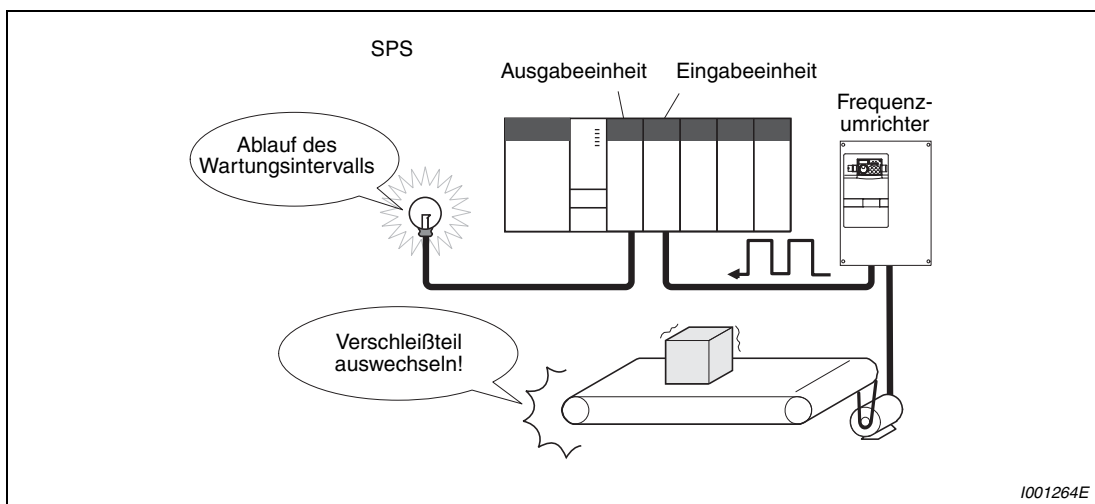 SPS
Ausgabeeinheit
Eingabeeinheit
Frequenz-
umrichter
Ablauf des
Wartungsintervalls
Verschleißteil
auswechseln!
I001264E